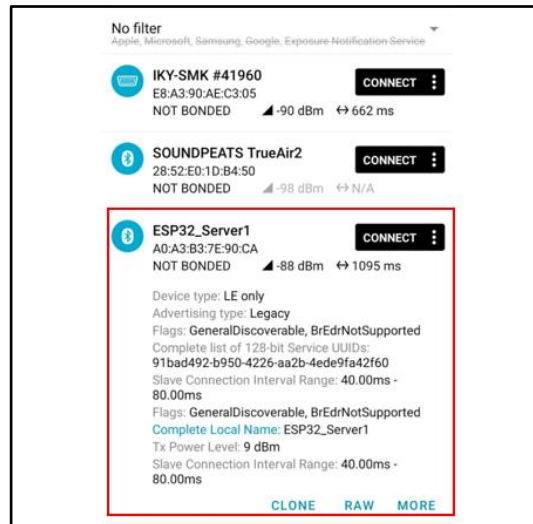 No filter
Apple, Microsoft, Samsung, Google, Exposure Notification Service
IKY-SMK #41960
CONNECT
E8:A3:90:AE:C3:05
NOT BONDED -90 dBm 662 ms
SOUNDPEATS TrueAir2
CONNECT
28:52:E0:1D:B4:50
NOT BONDED -98 dBm N/A
ESP32_Server1
CONNECT
A0:A3:B3:7E:90:CA
NOT BONDED -88 dBm 1095 ms
Device type: LE only
Advertising type: Legacy
Flags: GeneralDiscoverable, BrEdrNotSupported
Complete list of 128-bit Service UUIDs:
91bad492-b950-4226-aa2b-4ede9fa42f60
Slave Connection Interval Range: 40.00ms -
80.00ms
Flags: GeneralDiscoverable, BrEdrNotSupported
Complete Local Name: ESP32_Server1
Tx Power Level: 9 dBm
Slave Connection Interval Range: 40.00ms -
80.00ms
CLONE RAW MORE